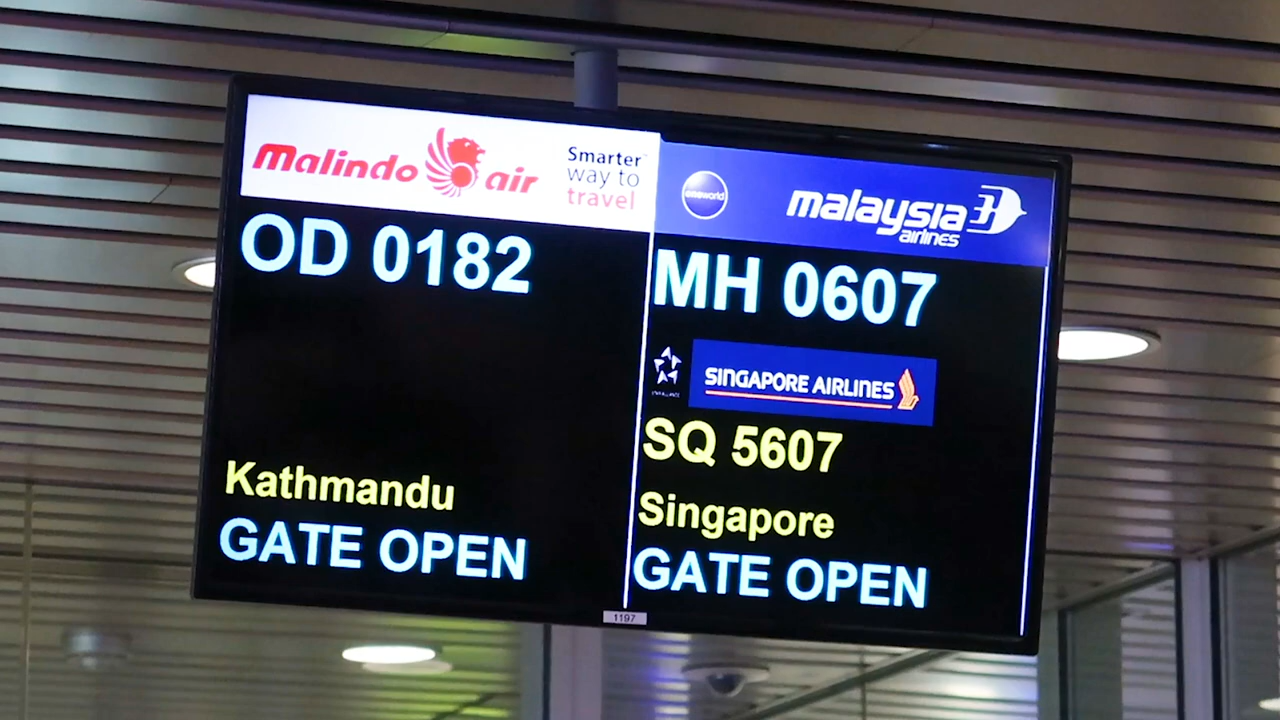 Malindo air
Smarter
way to
travel
OD 0182
Kathmandu
GATE OPEN
oneworld
malaysia
airlines
MH 0607
SINGAPORE AIRLINES
SQ 5607
Singapore
GATE OPEN
1197